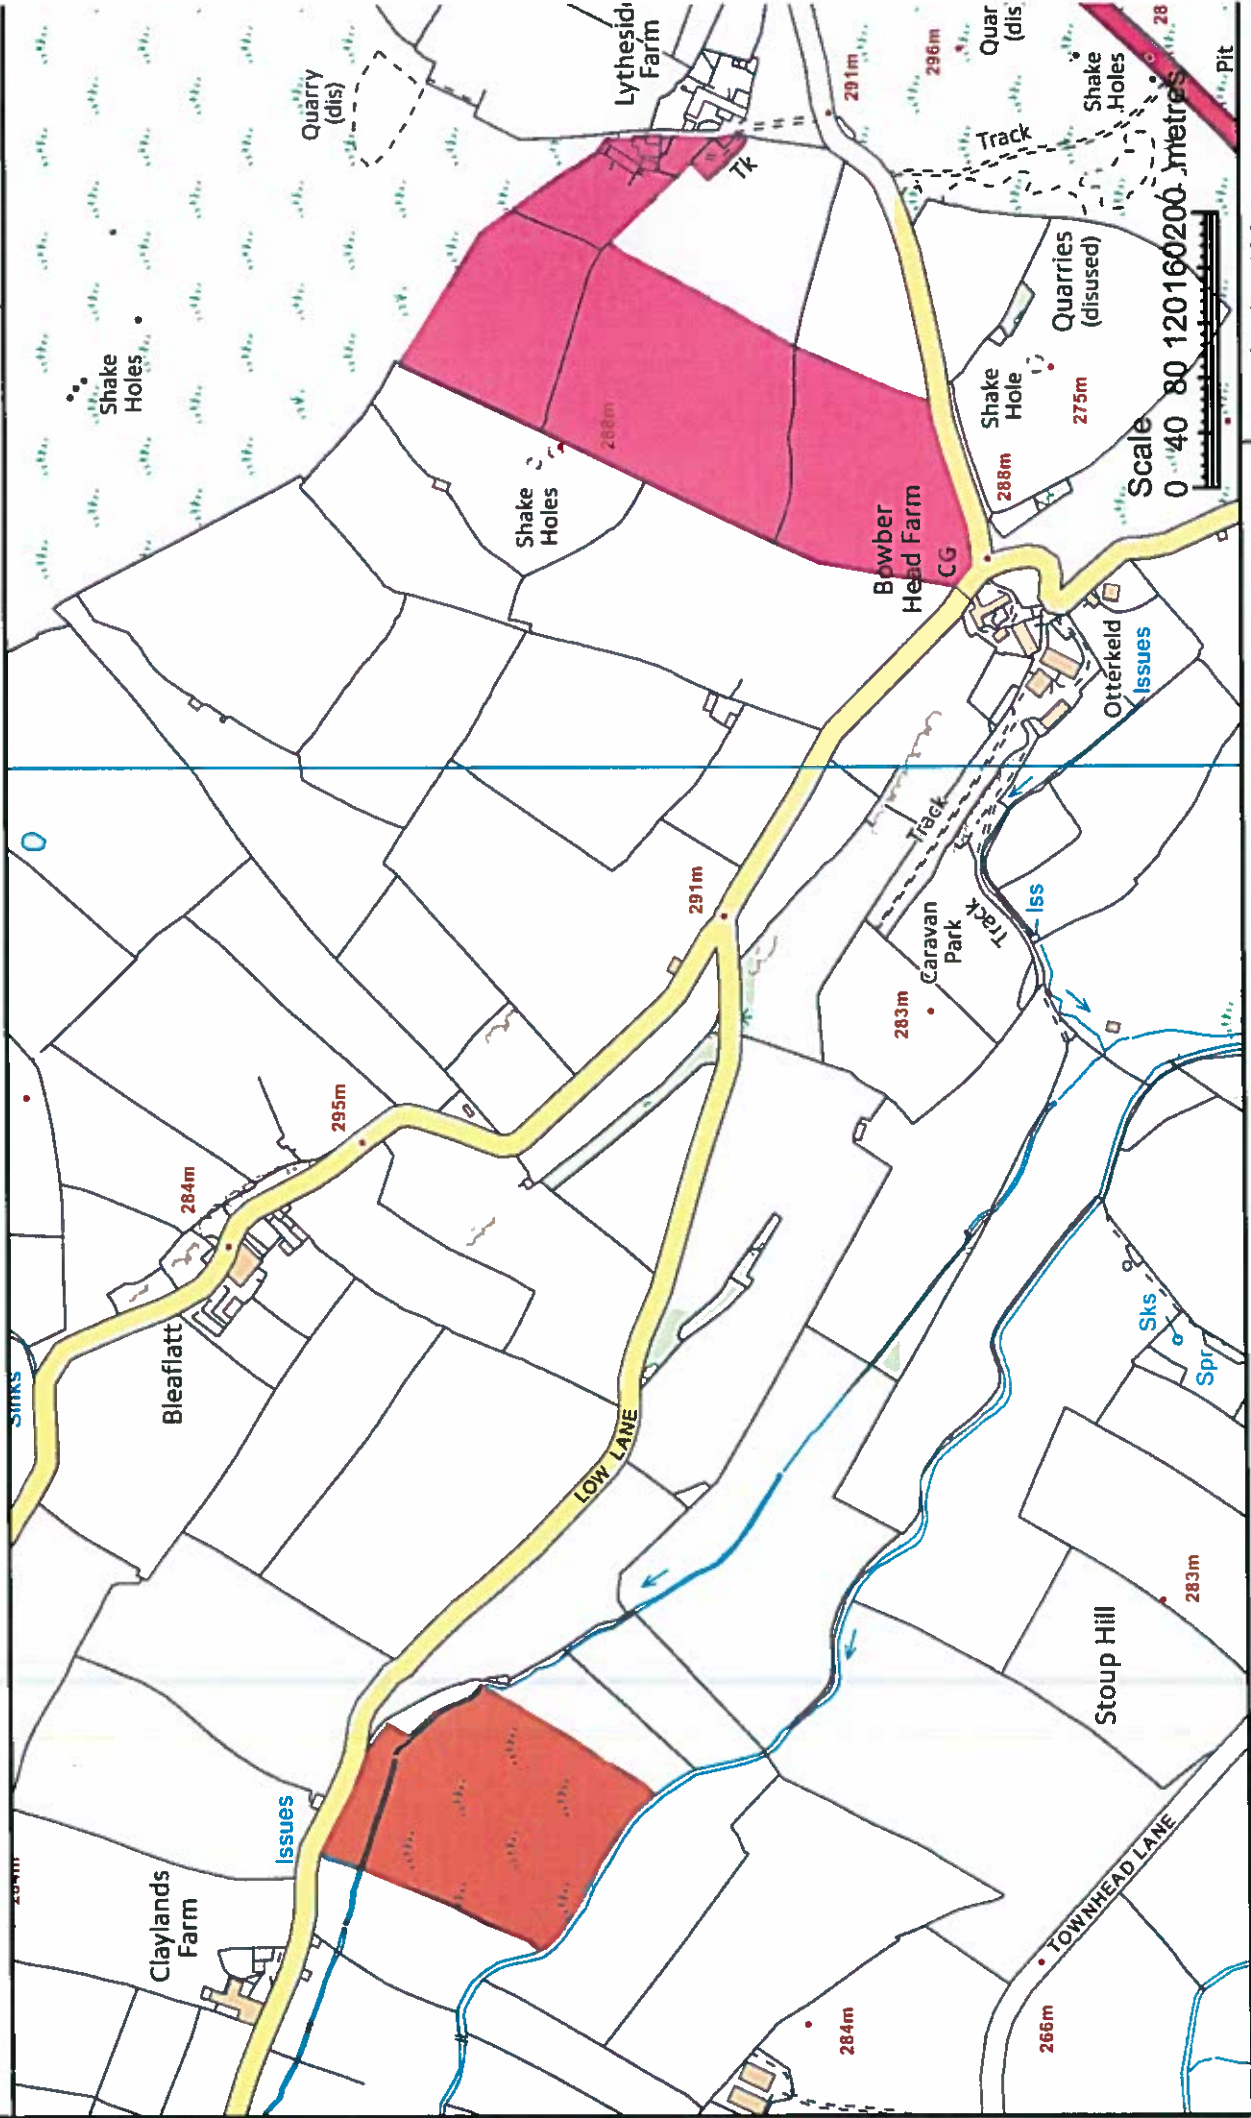 Sinks
284m
Bleaflatt
295m
Quarry
(dis)
Shake
Holes
Lytheside
Farm
291m
296m
Quar
(dis
28
Shake
Holes
Pit
Track
Tk
Shake
Holes
288m
Quarries
(disused)
Shake
Hole
275m
288m
Scale
0 40 80 120160200 metres
Bowber
Head Farm
CG
Otterkeld
Issues
291m
Track
Caravan
Park
Track
Iss
283m
LOW LANE
Issues
Claylands
Farm
Sks
Spr
283m
Stoup Hill
TOWNHEAD LANE
284m
266m